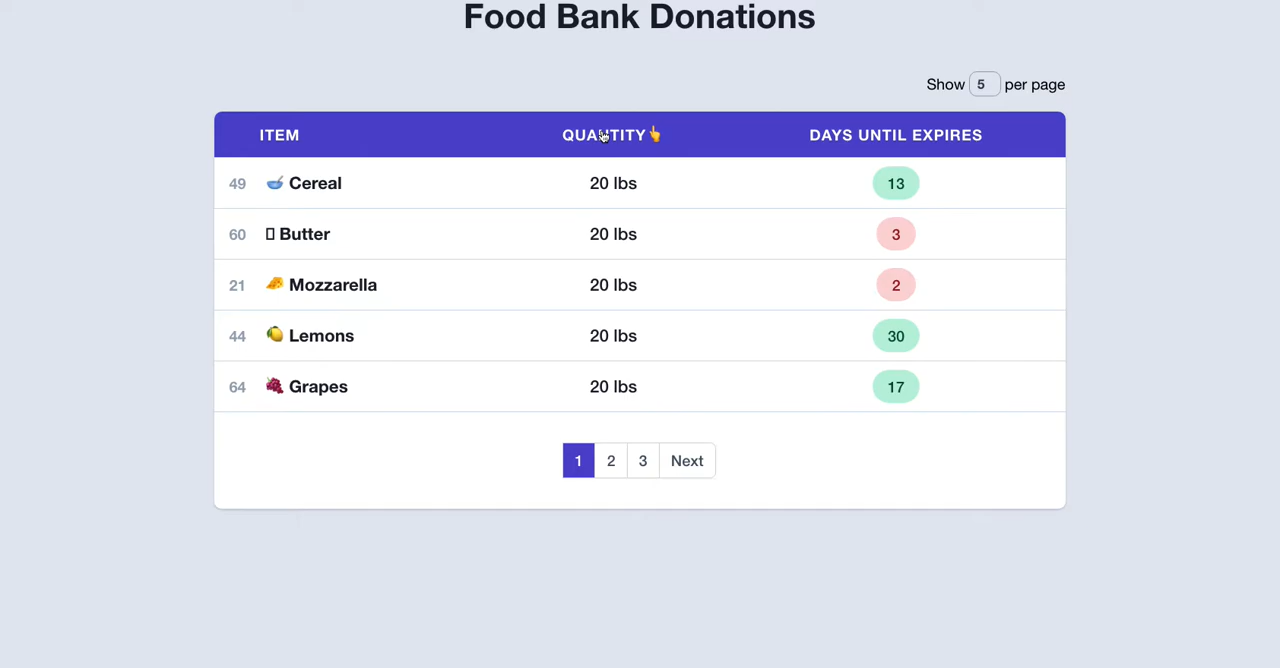 Food Bank Donations
Show 5 per page
ITEM QUANTITY👆 DAYS UNTIL EXPIRES
49 🥣 Cereal 20 lbs 13
60 Butter 20 lbs 3
21 🧀 Mozzarella 20 lbs 2
44 🍋 Lemons 20 lbs 30
64 🍇 Grapes 20 lbs 17
1 2 3 Next